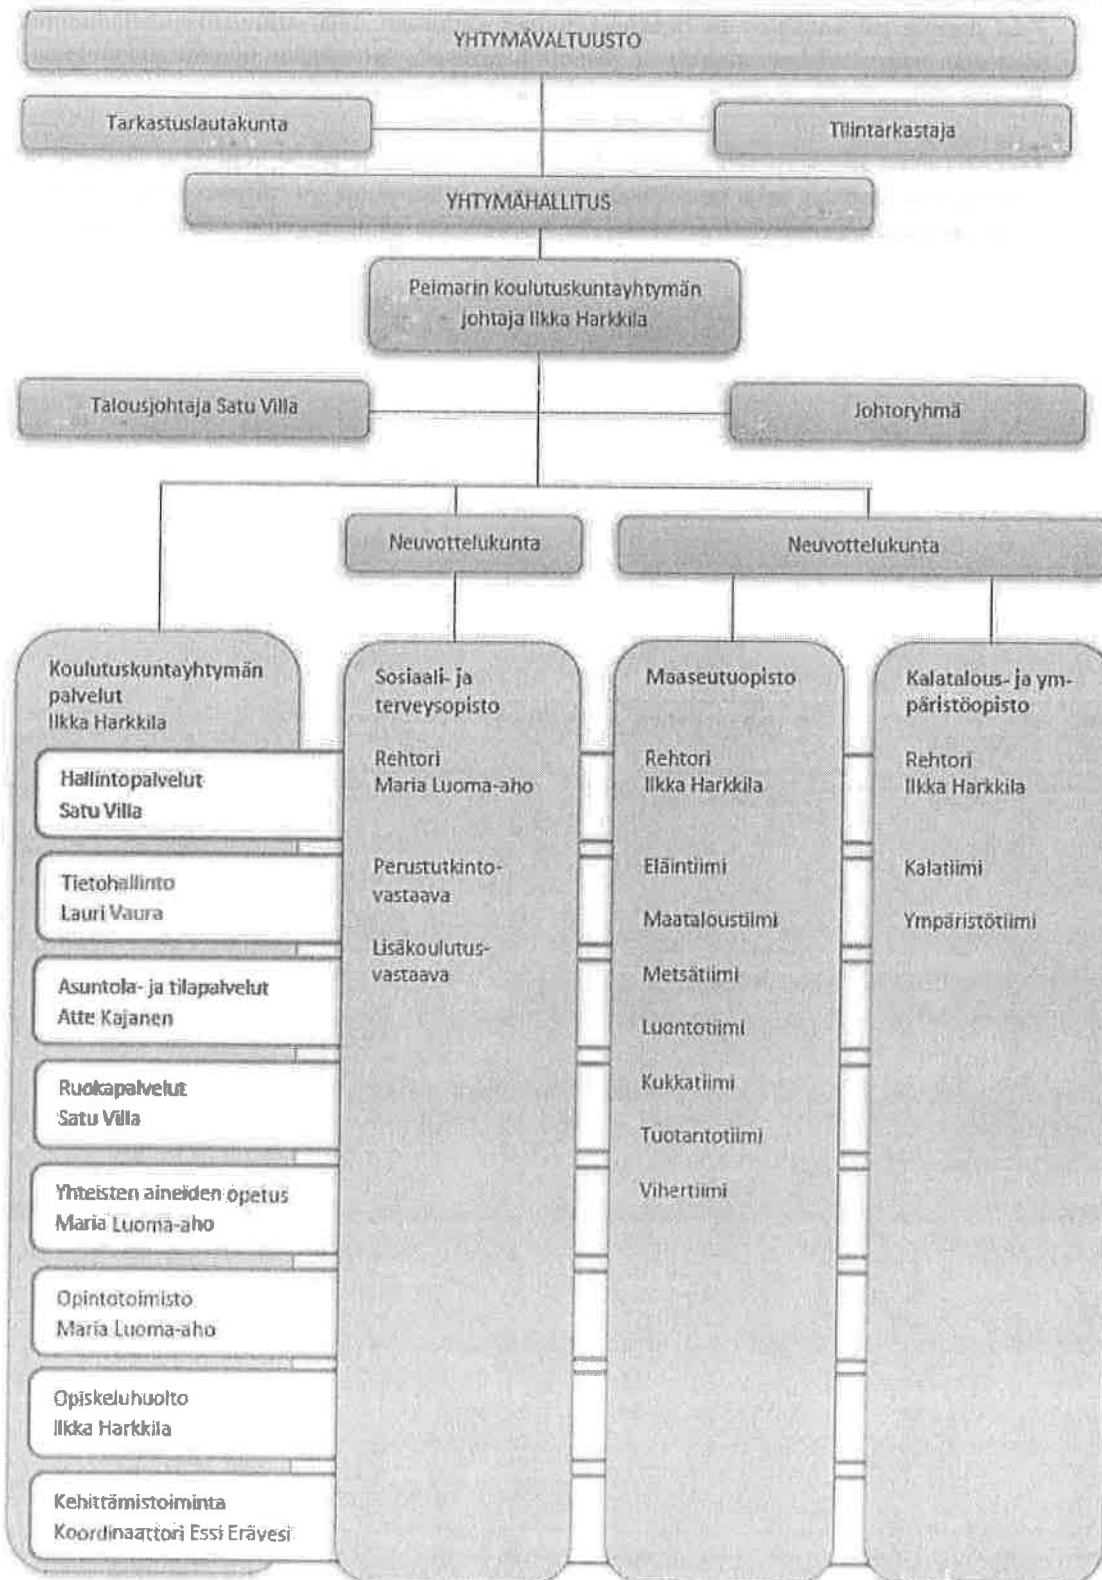 YHTYMÄVALTUUSTO
Tarkastuslautakunta
Tilintarkastaja
YHTYMÄHALLITUS
Peimarin koulutuskuntayhtymän
johtaja Ilkka Harkkila
Talousjohtaja Satu Villa
Johtoryhmä
Neuvottelukunta
Neuvottelukunta
Koulutuskuntayhtymän
palvelut
Ilkka Harkkila
Hallintopalvelut
Satu Villa
Tietohallinto
Lauri Vaura
Asuntola- ja tilapalvelut
Atte Kajanen
Ruokapalvelut
Satu Villa
Yhteisten aineiden opetus
Maria Luoma-aho
Opintotoimisto
Maria Luoma-aho
Opiskeluhuolto
Ilkka Harkkila
Kehittämistoiminta
Koordinaattori Essi Erävesi
Sosiaali- ja
terveysopisto
Rehtori
Maria Luoma-aho
Perustutkinto-
vastaava
Lisäkoulutus-
vastaava
Maaseutuopisto
Rehtori
Ilkka Harkkila
Eläintiimi
Maataloustiimi
Metsätiimi
Luontotiimi
Kukkatiimi
Tuotantotiimi
Vihertiimi
Kalatalous- ja ym-
päristöopisto
Rehtori
Ilkka Harkkila
Kalatiimi
Ympäristötiimi